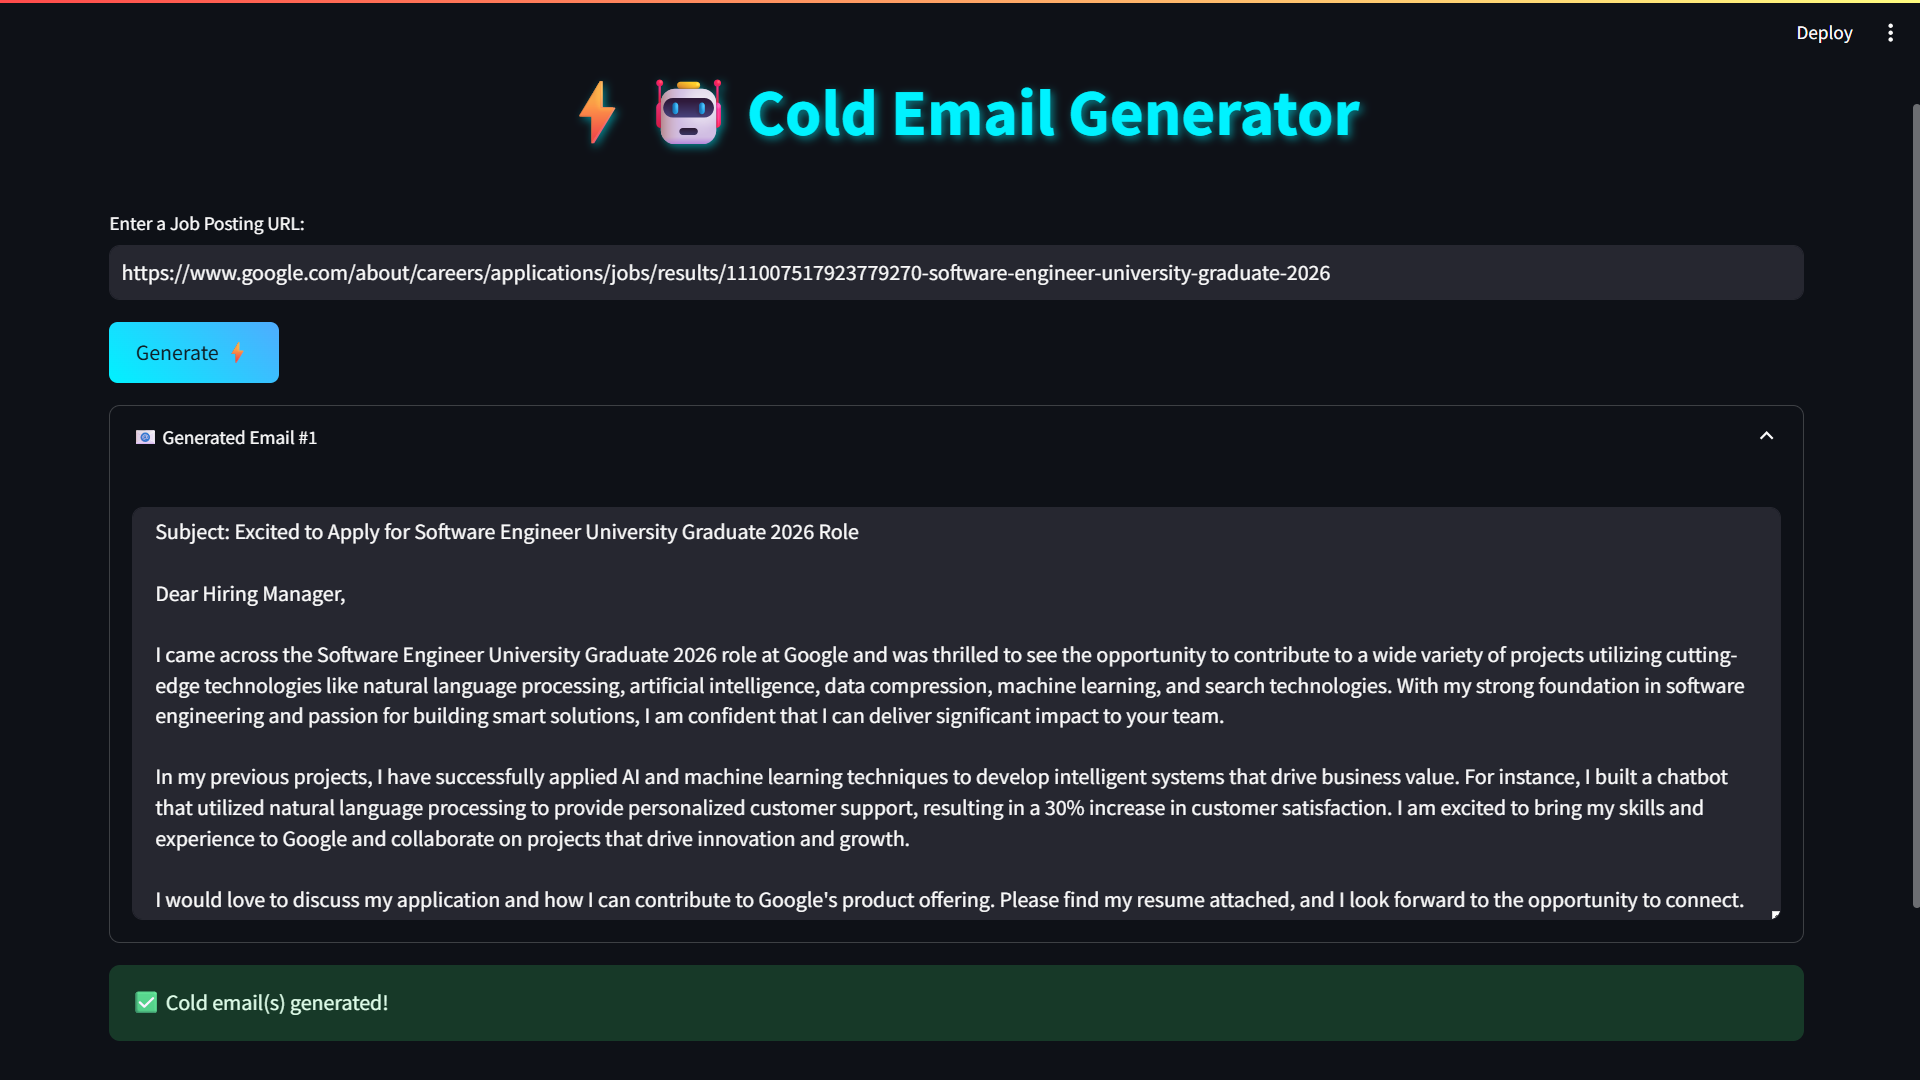 Deploy
Cold Email Generator
Enter a Job Posting URL:
https://www.google.com/about/careers/applications/jobs/results/111007517923779270-software-engineer-university-graduate-2026
Generate
Generated Email #1
Subject: Excited to Apply for Software Engineer University Graduate 2026 Role
Dear Hiring Manager,
I came across the Software Engineer University Graduate 2026 role at Google and was thrilled to see the opportunity to contribute to a wide variety of projects utilizing cutting-
edge technologies like natural language processing, artificial intelligence, data compression, machine learning, and search technologies. With my strong foundation in software
engineering and passion for building smart solutions, I am confident that I can deliver significant impact to your team.
In my previous projects, I have successfully applied AI and machine learning techniques to develop intelligent systems that drive business value. For instance, I built a chatbot
that utilized natural language processing to provide personalized customer support, resulting in a 30% increase in customer satisfaction. I am excited to bring my skills and
experience to Google and collaborate on projects that drive innovation and growth.
I would love to discuss my application and how I can contribute to Google's product offering. Please find my resume attached, and I look forward to the opportunity to connect.
Cold email(s) generated!